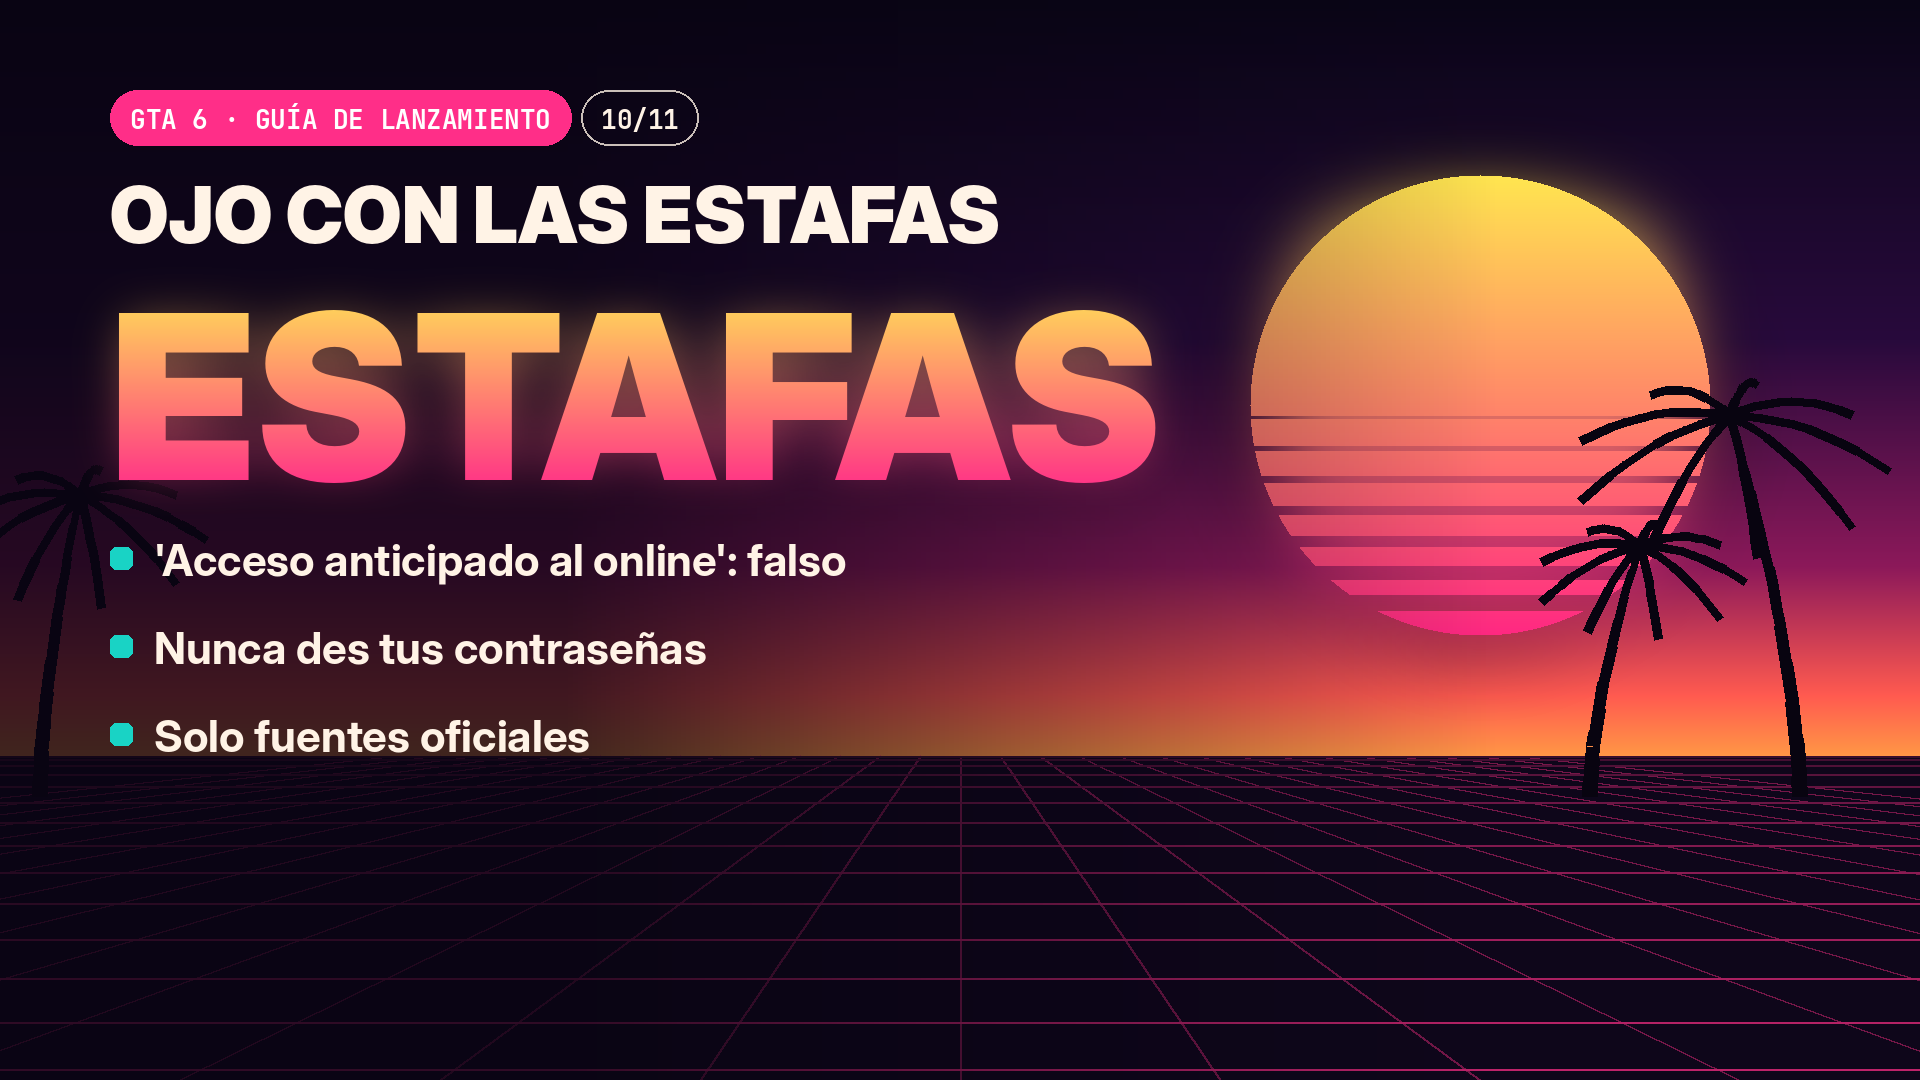 GTA 6 · GUÍA DE LANZAMIENTO
10/11
OJO CON LAS ESTAFAS
ESTAFAS
'Acceso anticipado al online': falso
Nunca des tus contraseñas
Solo fuentes oficiales